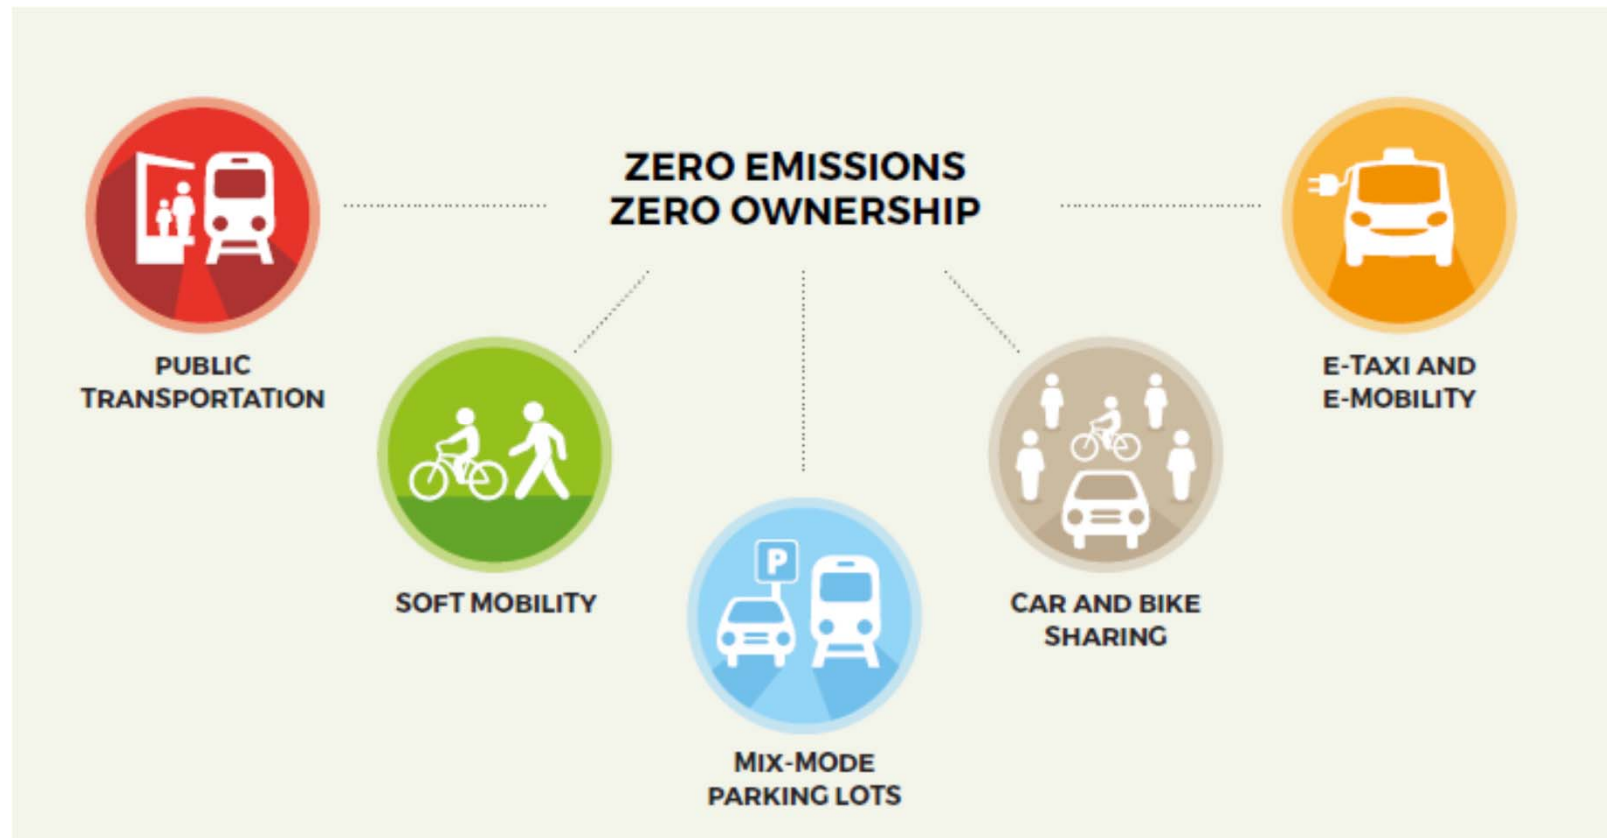 ZERO EMISSIONS
ZERO OWNERSHIP
PUBLIC
TRANSPORTATION
SOFT MOBILITY
P
MIX-MODE
PARKING LOTS
CAR AND BIKE
SHARING
E-TAXI AND
E-MOBILITY